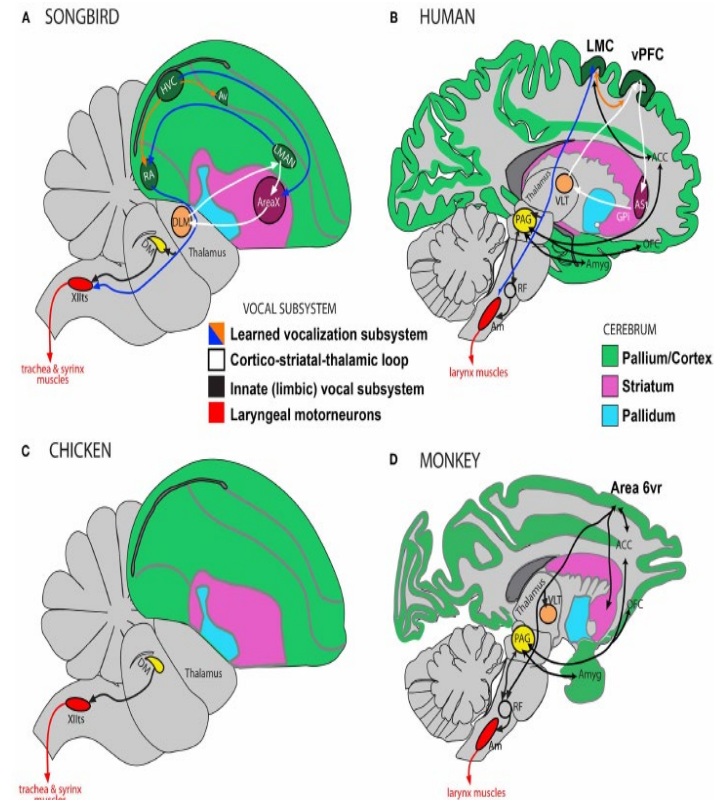 A SONGBIRD
HVC
Av
LMAN
RA
AreaX
DLM
DM
Thalamus
XIIts
trachea & syrinx
muscles
VOCAL SUBSYSTEM
Learned vocalization subsystem
Cortico-striatal-thalamic loop
Innate (limbic) vocal subsystem
Laryngeal motorneurons
B HUMAN
LMC
vPFC
ACC
Thalamus
VLT
ASt
GPi
PAG
OFC
Amyg
RF
Am
larynx muscles
CEREBRUM
Pallium/Cortex
Striatum
Pallidum
C CHICKEN
DM
Thalamus
XIIts
trachea & syrinx
muscles
D MONKEY
Area 6vr
ACC
Thalamus
VLT
OFC
PAG
Amyg
RF
Am
larynx muscles